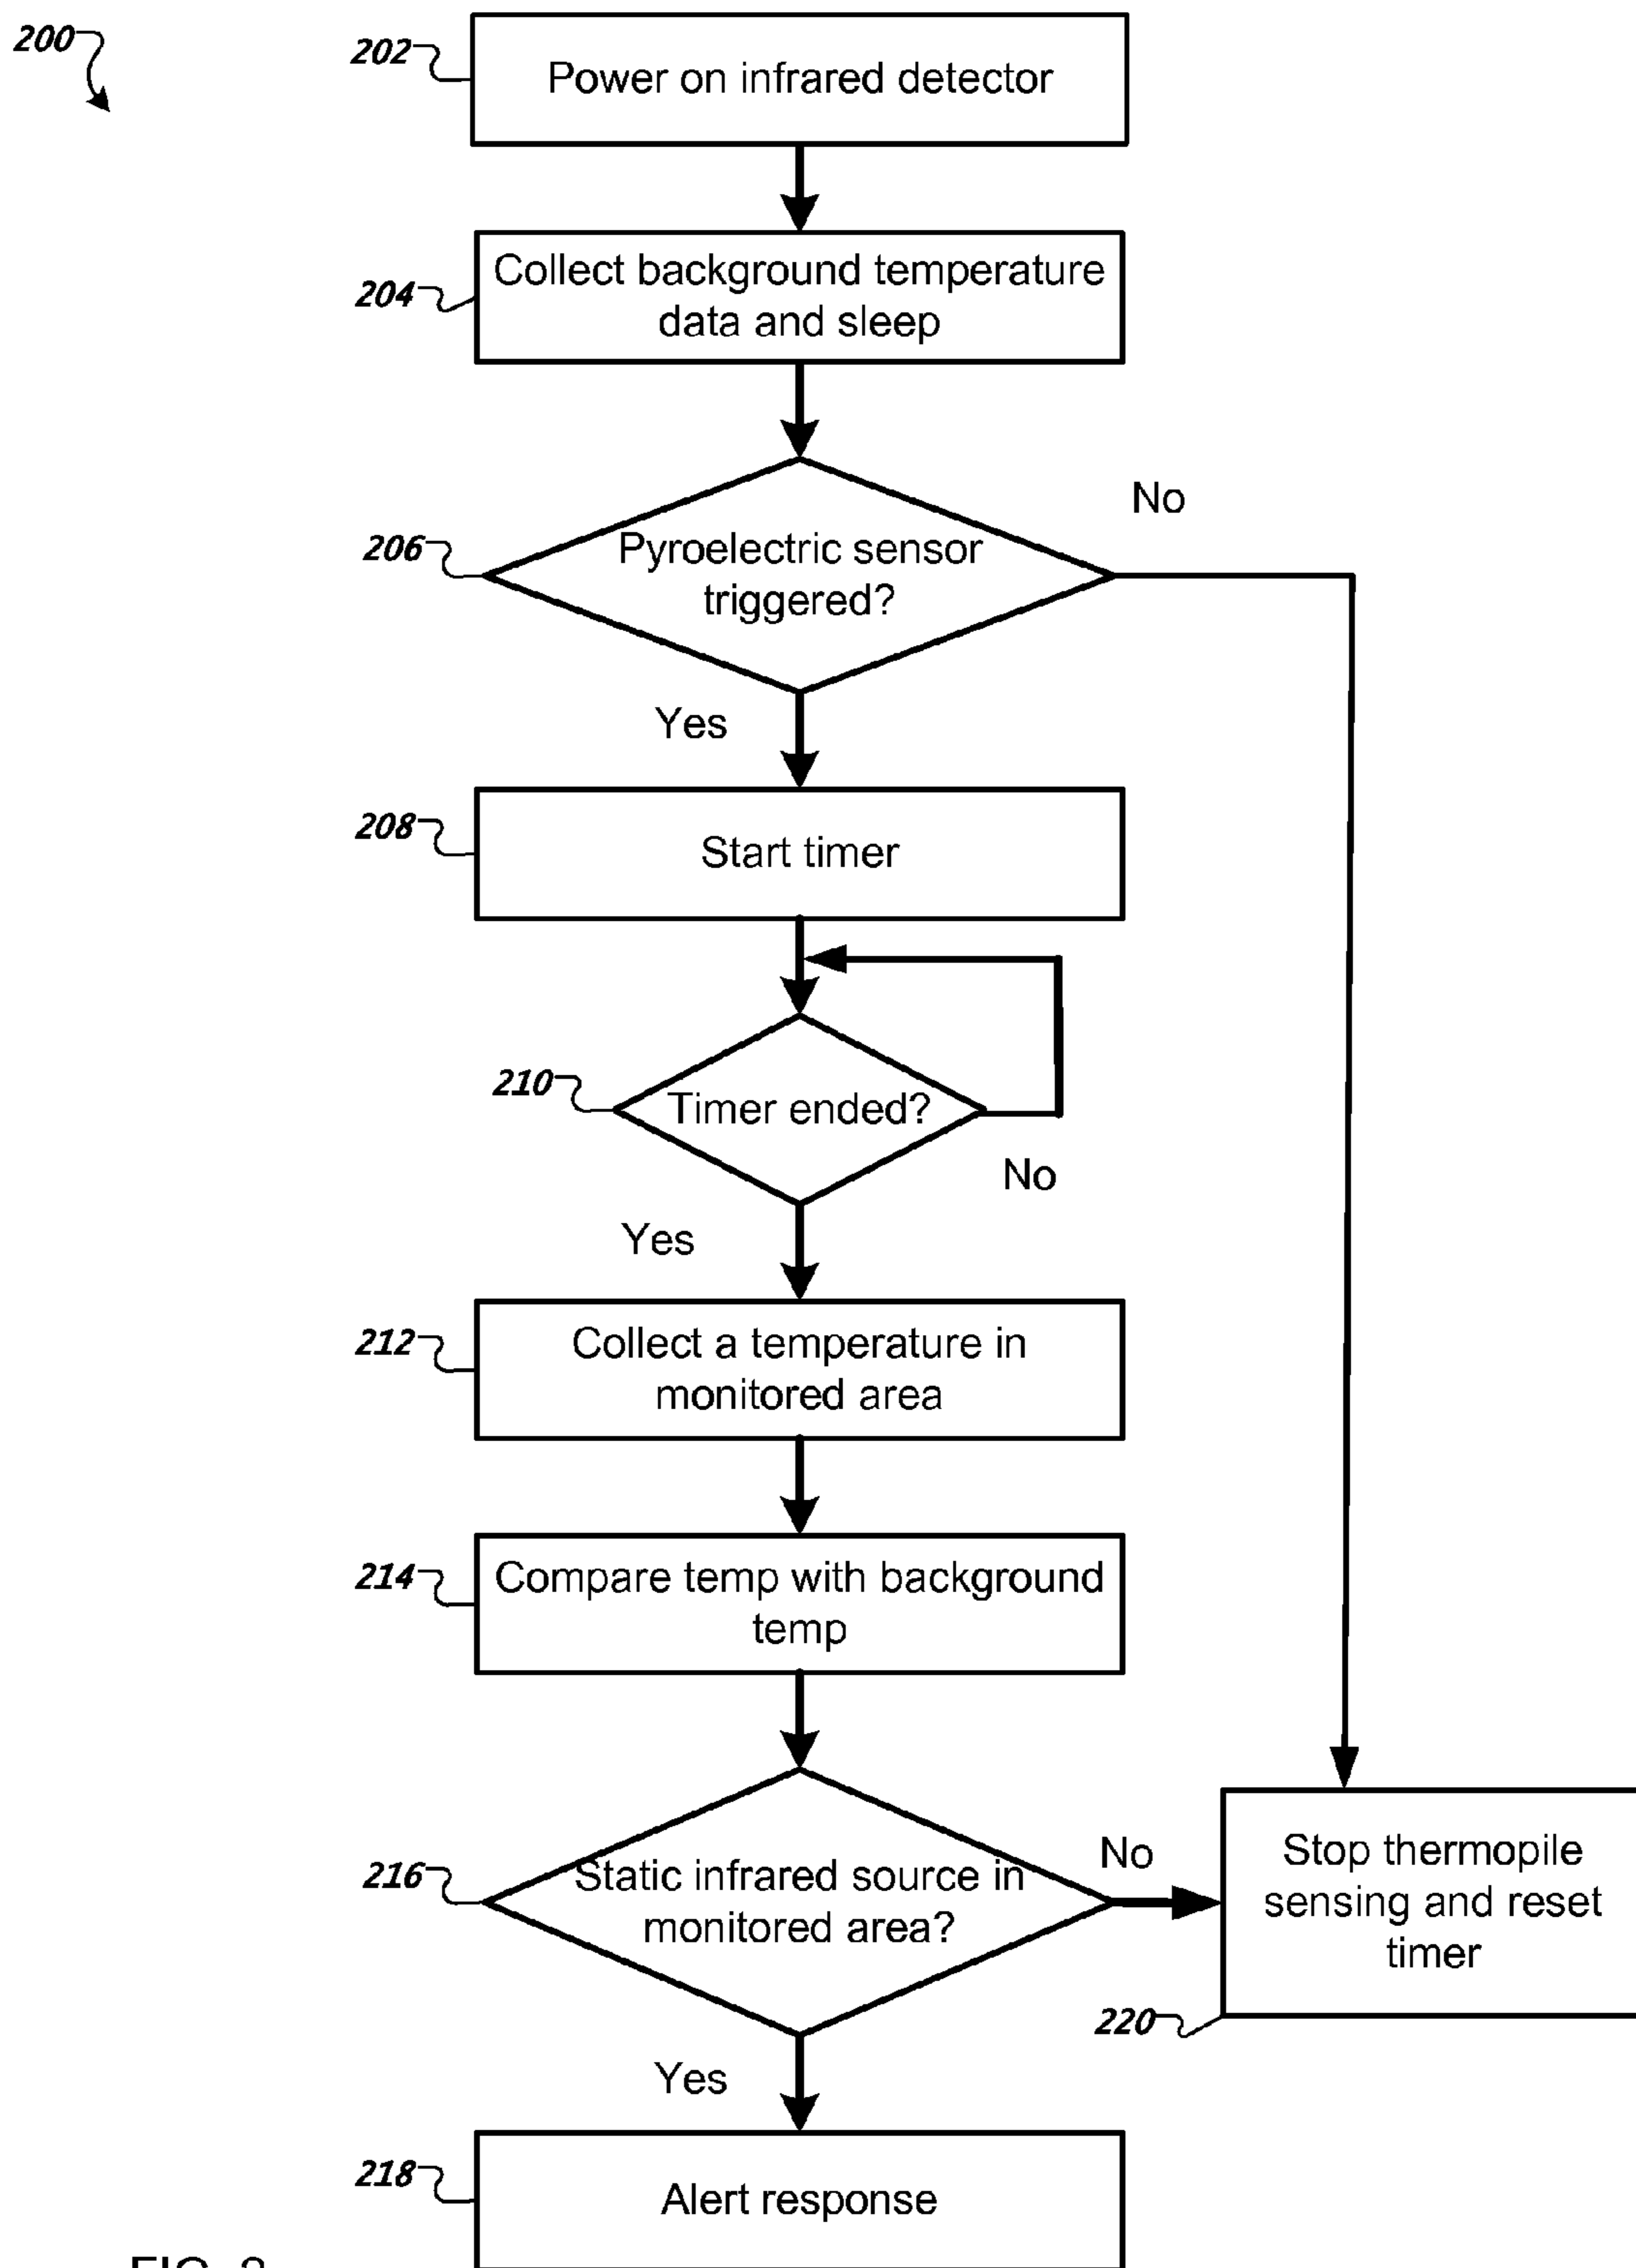 200
202
Power on infrared detector
204
Collect background temperature
data and sleep
No
206
Pyroelectric sensor
triggered?
Yes
208
Start timer
210
Timer ended?
No
Yes
212
Collect a temperature in
monitored area
214
Compare temp with background
temp
216
Static infrared source in
monitored area?
No
Stop thermopile
sensing and reset
timer
220
Yes
218
Alert response
FIG.